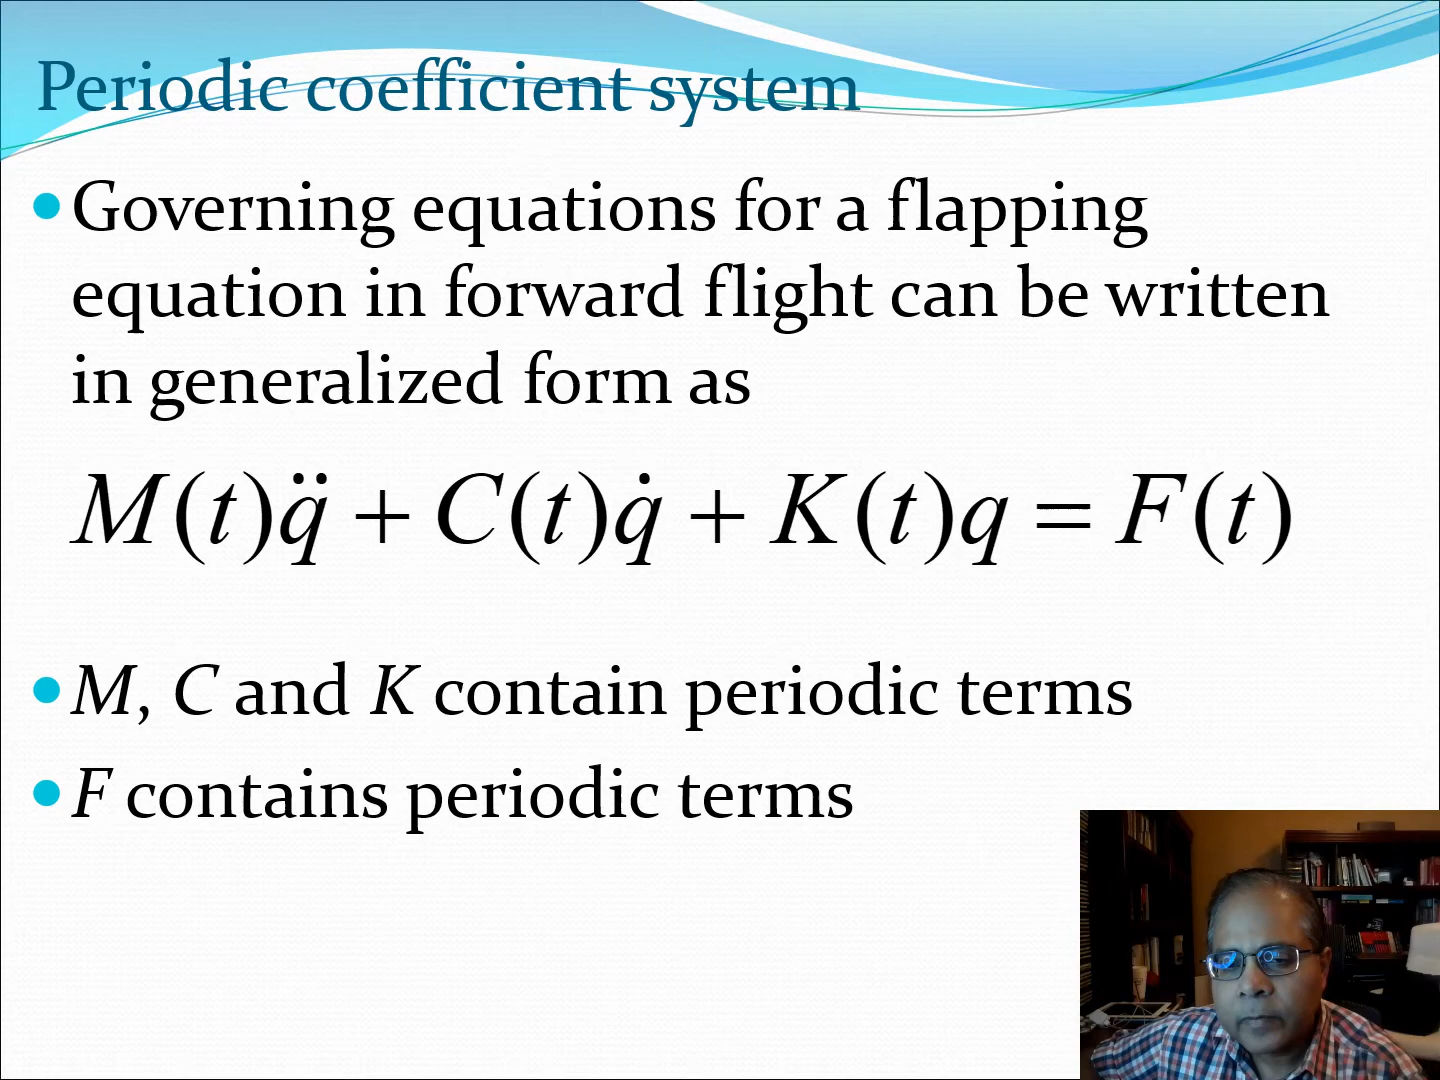 Periodic coefficient system
Governing equations for a flapping
equation in forward flight can be written
in generalized form as
M(t)q̈ + C(t)q̇ + K(t)q = F(t)
M, C and K contain periodic terms
F contains periodic terms